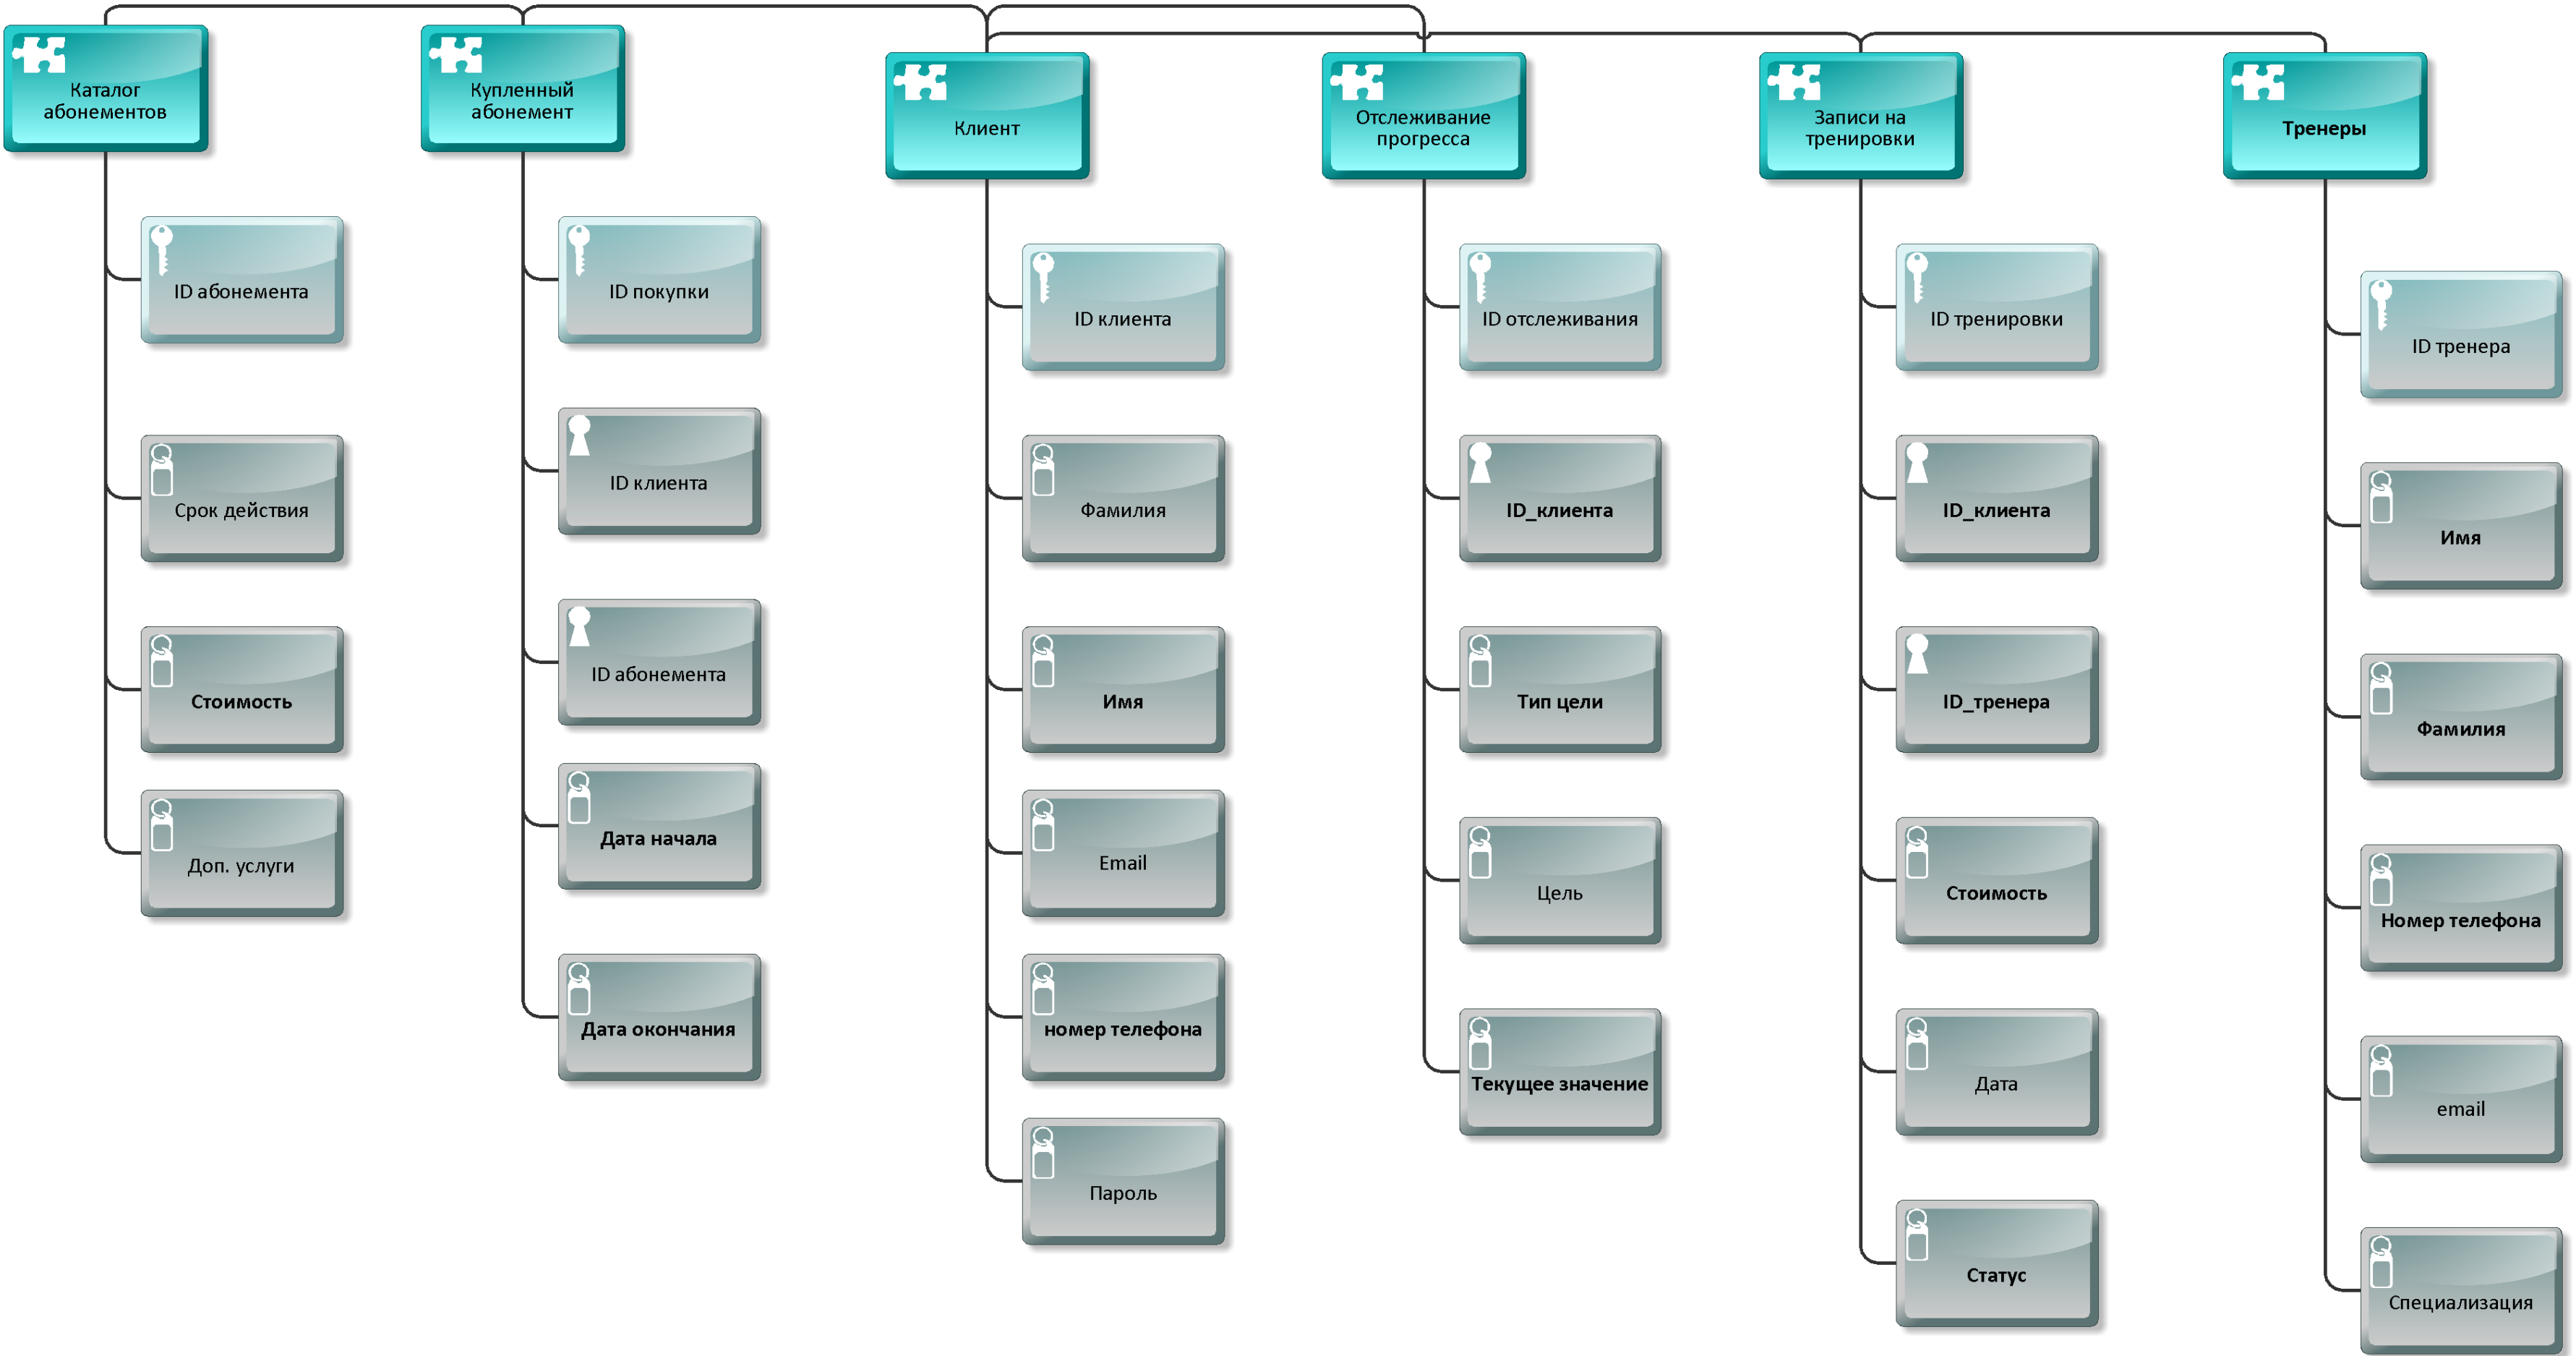 Каталог
абонементов
ID абонемента
Срок действия
Стоимость
Доп. услуги
Купленный
абонемент
ID покупки
ID клиента
ID абонемента
Дата начала
Дата окончания
Клиент
ID клиента
Фамилия
Имя
Email
номер телефона
Пароль
Отслеживание
прогресса
ID отслеживания
ID_клиента
Тип цели
Цель
Текущее значение
Записи на
тренировки
ID тренировки
ID_клиента
ID_тренера
Стоимость
Дата
Статус
Тренеры
ID тренера
Имя
Фамилия
Номер телефона
email
Специализация